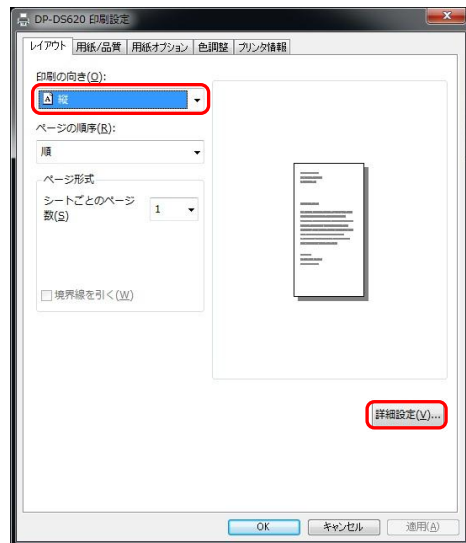 DP-DS620 印刷設定
レイアウト 用紙/品質 用紙オプション 色調整 プリンタ情報
印刷の向き(O):
縦
ページの順序(R):
順
ページ形式
シートごとのページ
数(S)
1
境界線を引く(W)
詳細設定(V)...
OK キャンセル 適用(A)